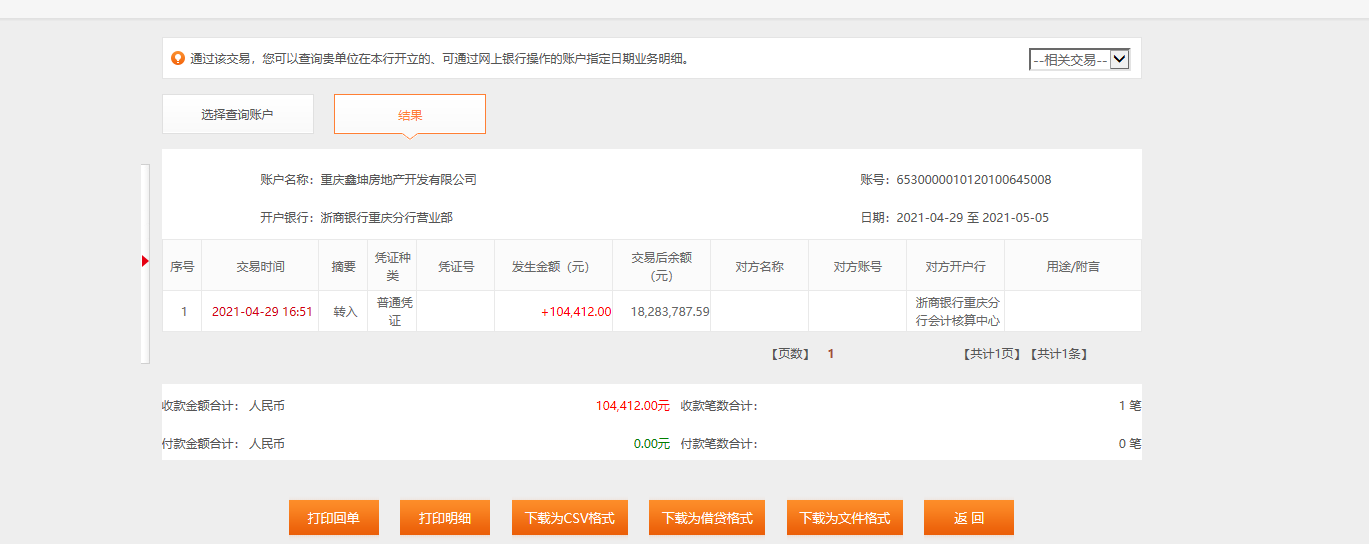 通过该交易，您可以查询贵单位在本行开立的、可通过网上银行操作的账户指定日期业务明细。
--相关交易--
选择查询账户
结果
账户名称：重庆鑫坤房地产开发有限公司
账号：6530000010120100645008
开户银行：浙商银行重庆分行营业部
日期：2021-04-29 至 2021-05-05
序号 交易时间 摘要 凭证种类 凭证号 发生金额（元） 交易后余额（元） 对方名称 对方账号 对方开户行 用途/附言
1 2021-04-29 16:51 转入 普通凭证 +104,412.00 18,283,787.59 浙商银行重庆分行会计核算中心
【页数】 1 【共计1页】【共计1条】
收款金额合计： 人民币 104,412.00元 收款笔数合计： 1 笔
付款金额合计： 人民币 0.00元 付款笔数合计： 0 笔
打印回单 打印明细 下载为CSV格式 下载为借贷格式 下载为文件格式 返 回